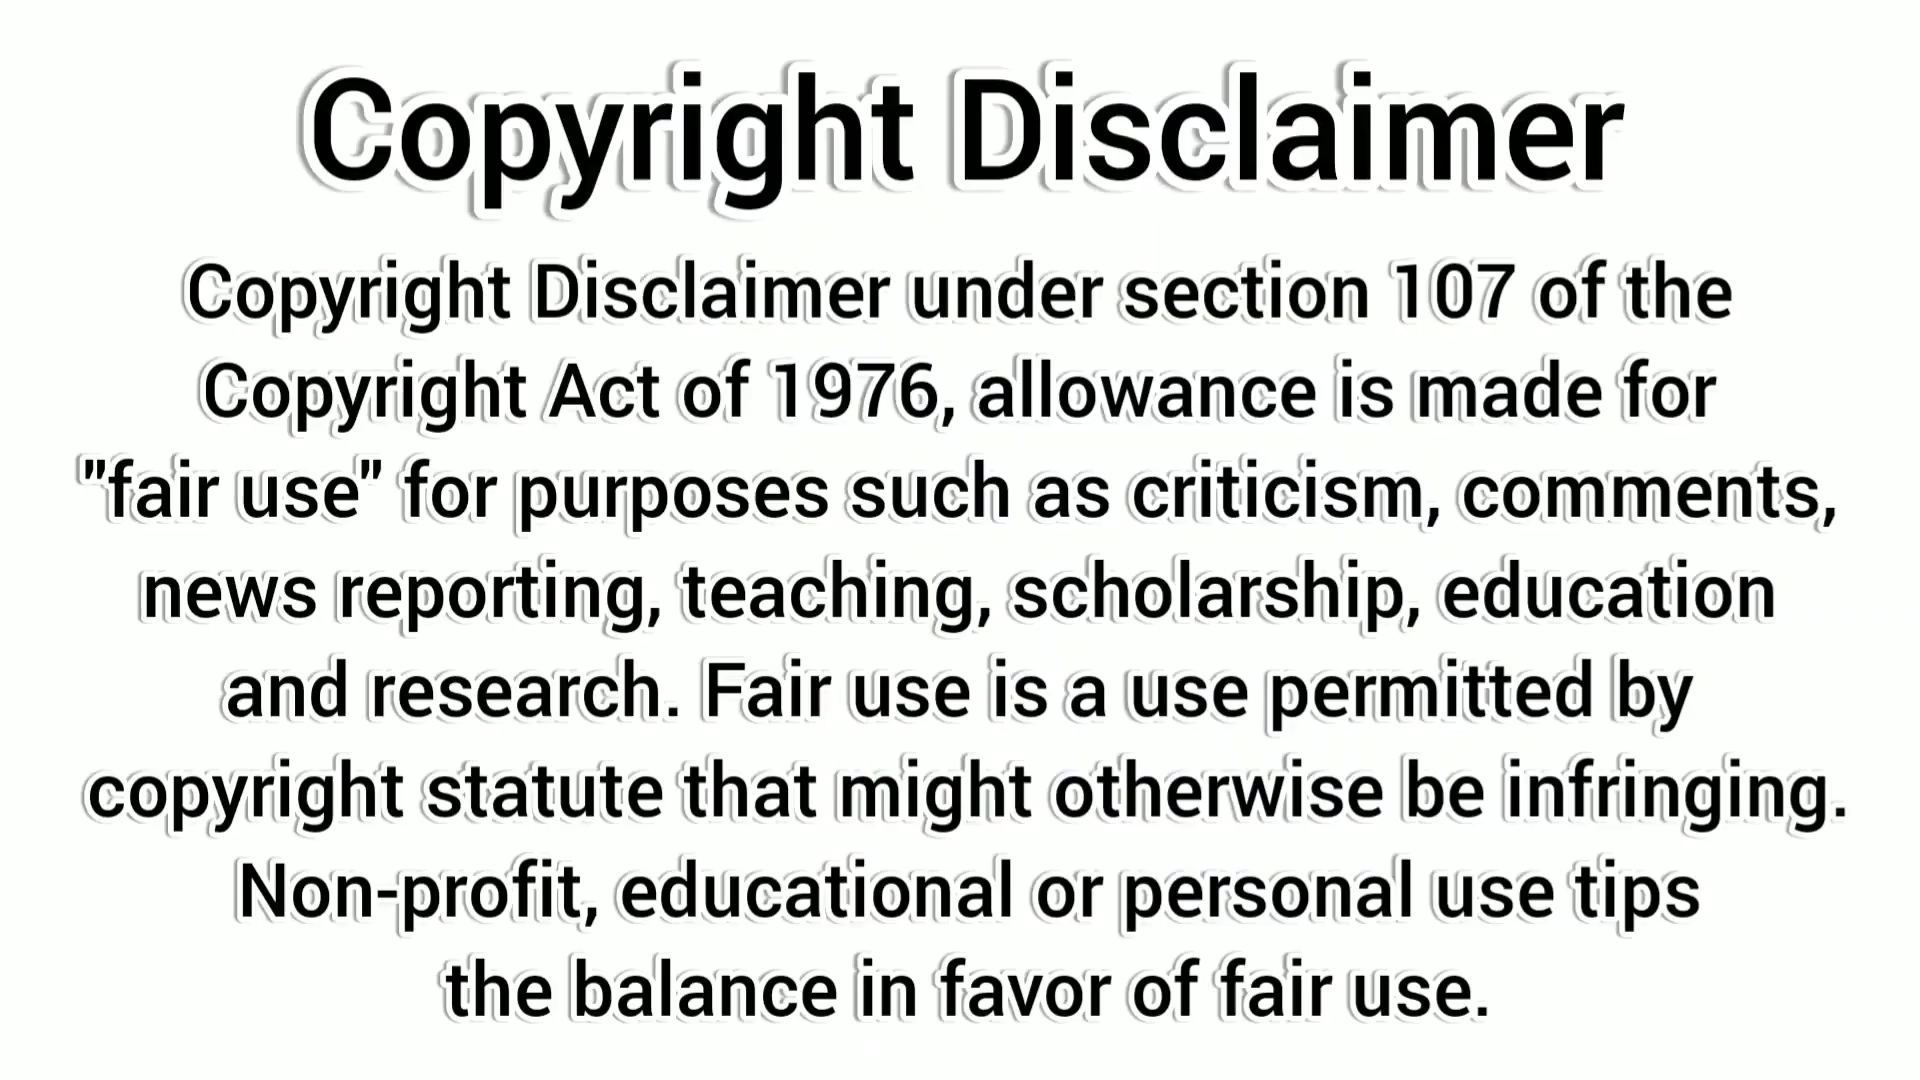 Copyright Disclaimer
Copyright Disclaimer under section 107 of the
Copyright Act of 1976, allowance is made for
"fair use" for purposes such as criticism, comments,
news reporting, teaching, scholarship, education
and research. Fair use is a use permitted by
copyright statute that might otherwise be infringing.
Non-profit, educational or personal use tips
the balance in favor of fair use.